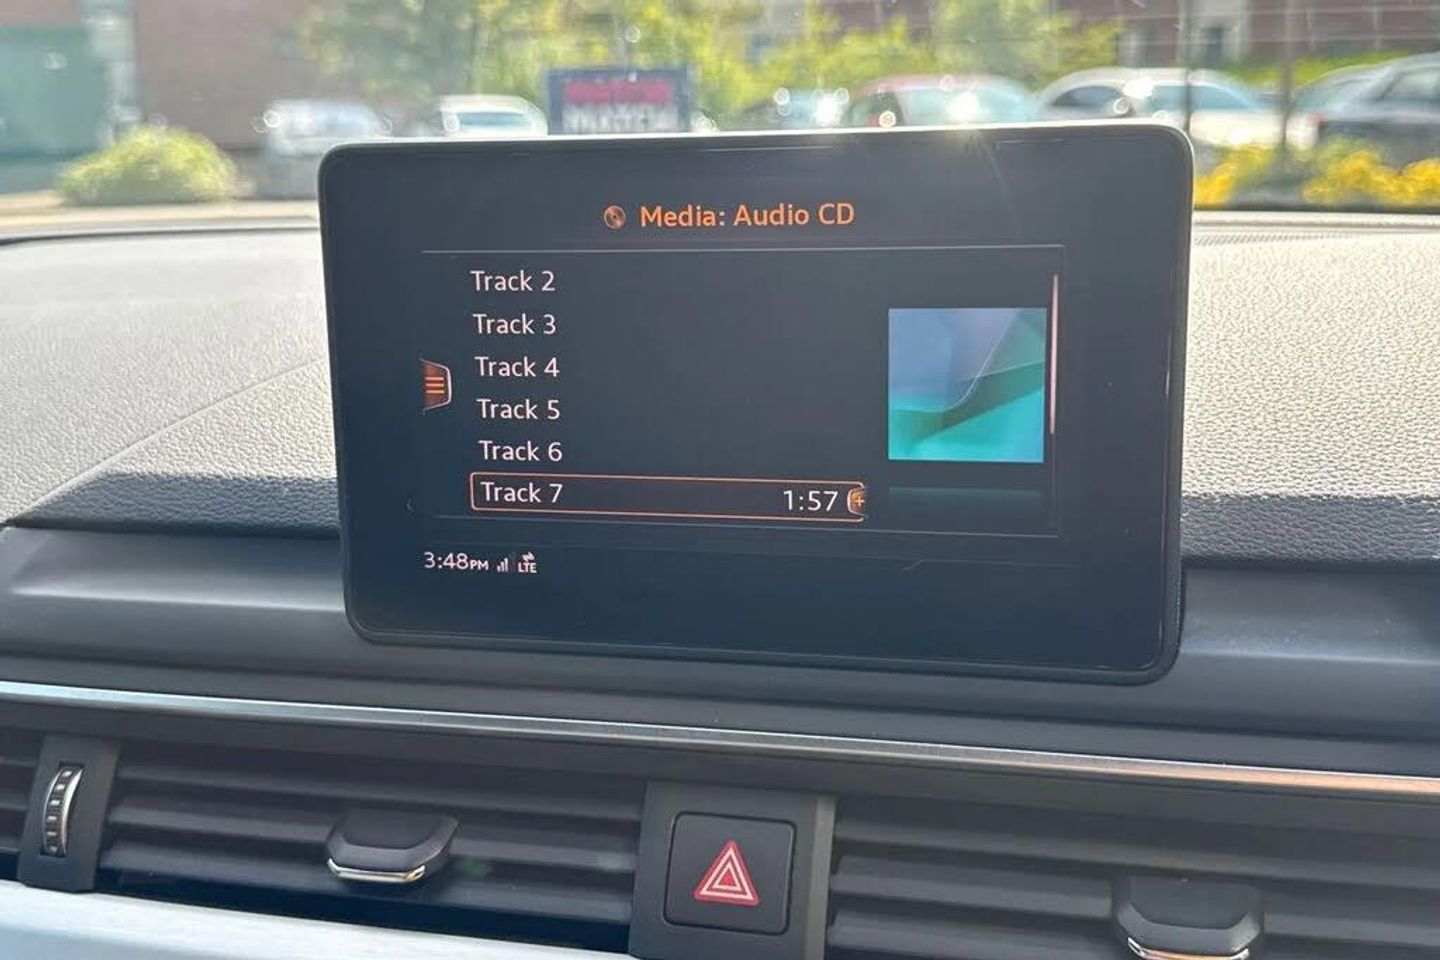 Media: Audio CD
Track 2
Track 3
Track 4
Track 5
Track 6
Track 7 1:57
3:48PM LTE